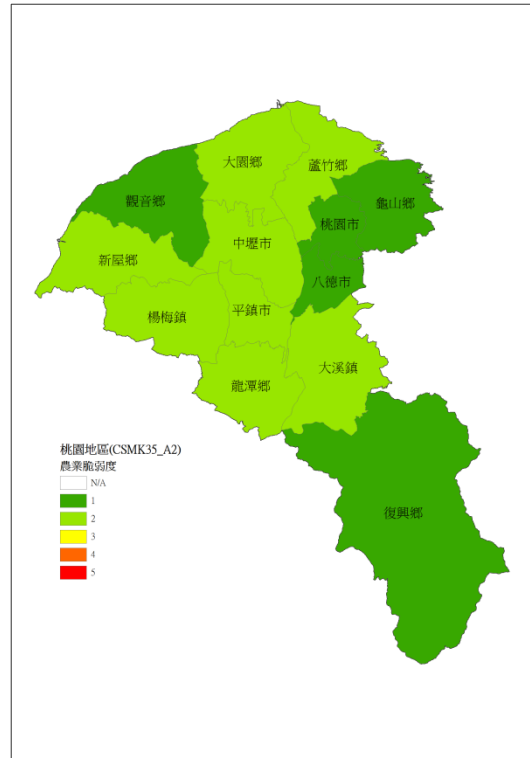 大園鄉
蘆竹鄉
觀音鄉
龜山鄉
桃園市
中壢市
新屋鄉
八德市
楊梅鎮
平鎮市
大溪鎮
龍潭鄉
桃園地區(CSMK35_A2)
農業脆弱度
N/A
1
2
3
4
5
復興鄉